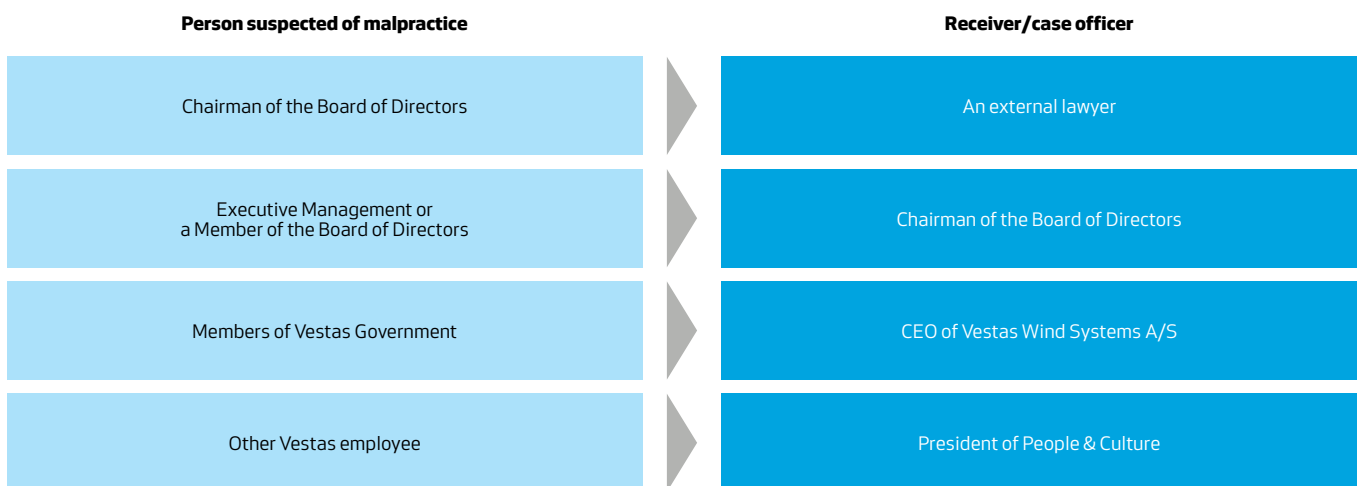 Person suspected of malpractice
Receiver/case officer
Chairman of the Board of Directors
An external lawyer
Executive Management or
a Member of the Board of Directors
Chairman of the Board of Directors
Members of Vestas Government
CEO of Vestas Wind Systems A/S
Other Vestas employee
President of People & Culture